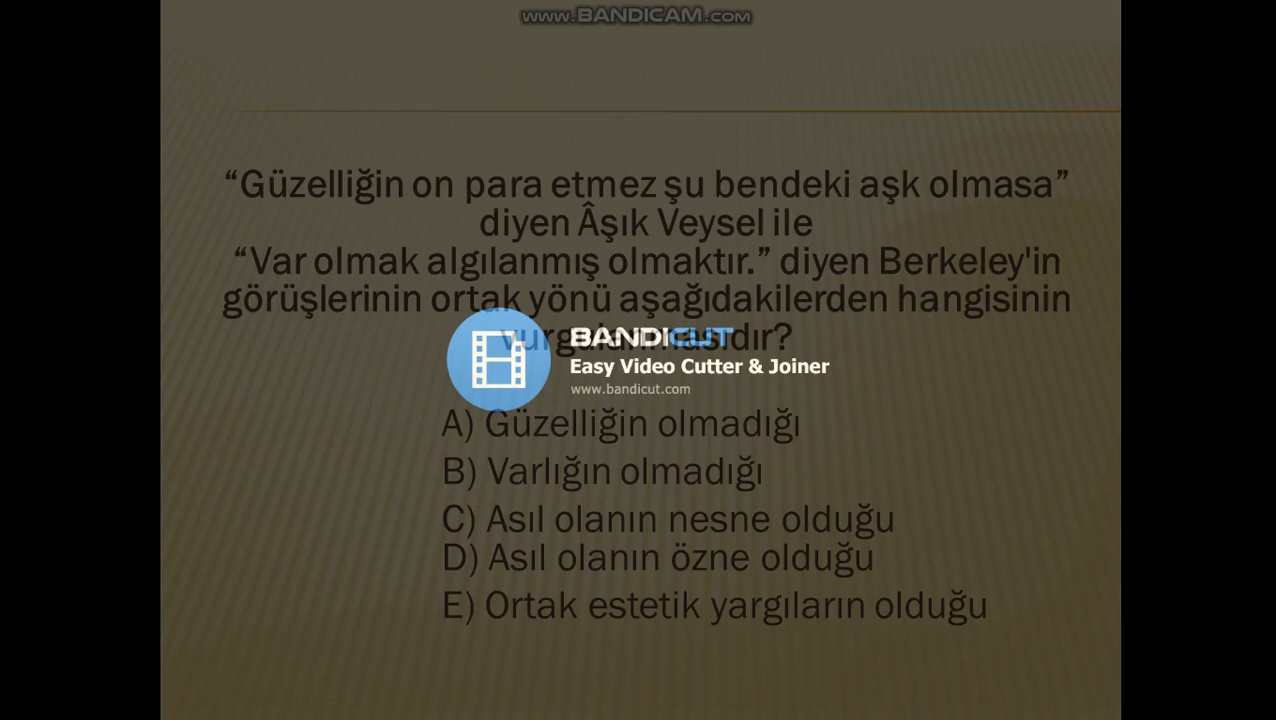 www.BANDICAM.com
“Güzelliğin on para etmez şu bendeki aşk olmasa”
diyen Âşık Veysel ile
“Var olmak algılanmış olmaktır.” diyen Berkeley'in
görüşlerinin ortak yönü aşağıdakilerden hangisinin
vurgulanmasıdır?
BANDICUT
Easy Video Cutter & Joiner
www.bandicut.com
A) Güzelliğin olmadığı
B) Varlığın olmadığı
C) Asıl olanın nesne olduğu
D) Asıl olanın özne olduğu
E) Ortak estetik yargıların olduğu